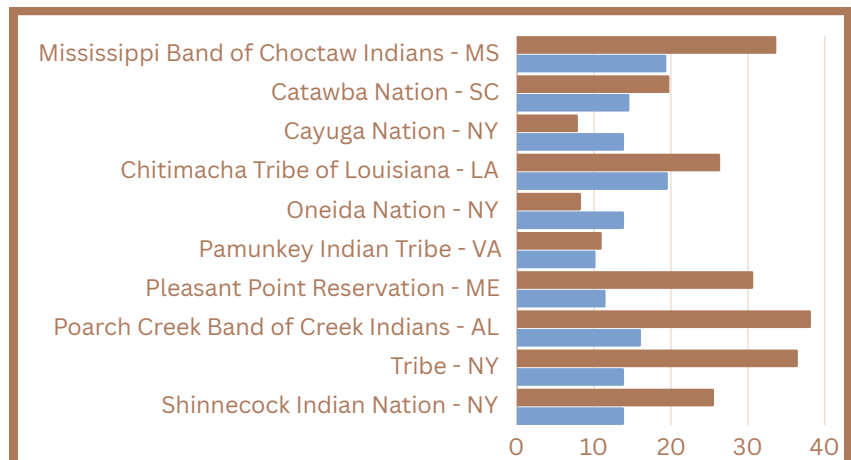 Mississippi Band of Choctaw Indians - MS
Catawba Nation - SC
Cayuga Nation - NY
Chitimacha Tribe of Louisiana - LA
Oneida Nation - NY
Pamunkey Indian Tribe - VA
Pleasant Point Reservation - ME
Poarch Creek Band of Creek Indians - AL
Tribe - NY
Shinnecock Indian Nation - NY
0 10 20 30 40